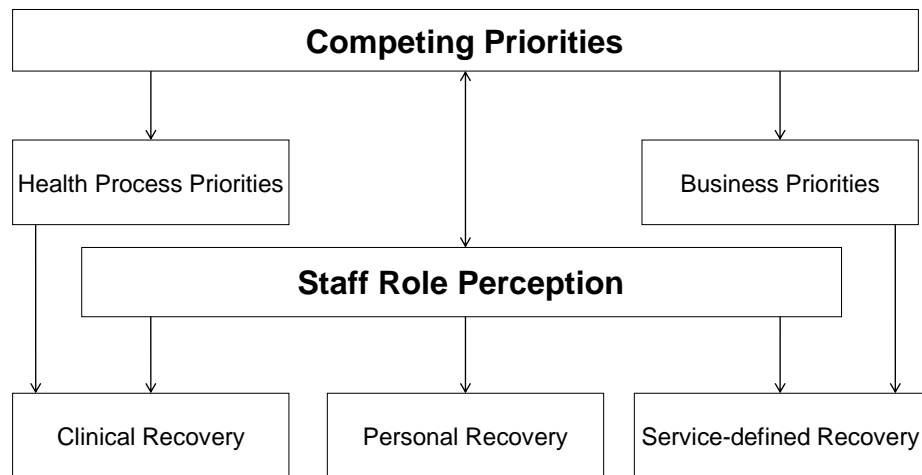 Competing Priorities
Health Process Priorities
Business Priorities
Staff Role Perception
Clinical Recovery
Personal Recovery
Service-defined Recovery